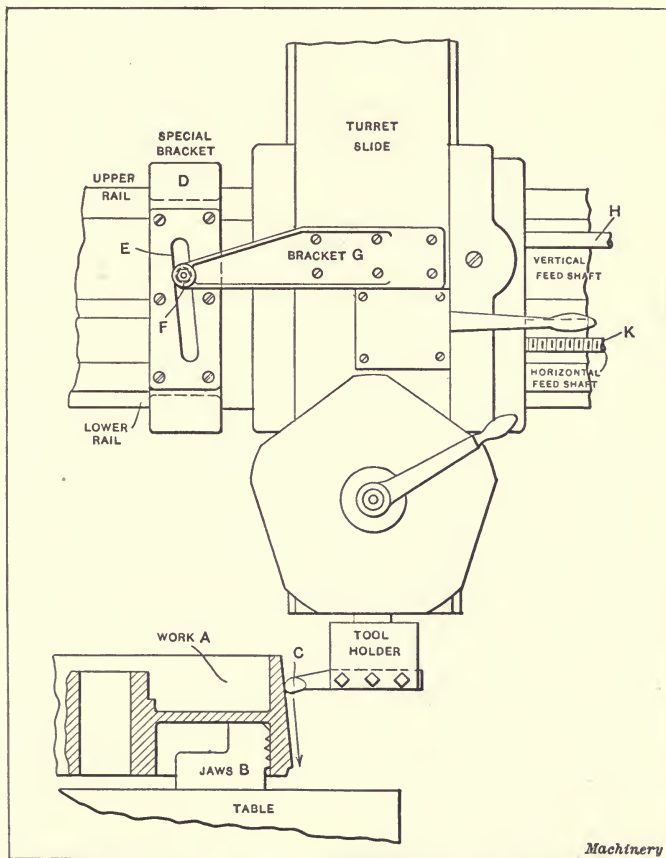 TURRET
SLIDE
SPECIAL
BRACKET
D
UPPER
RAIL
E
BRACKET G
F
H
VERTICAL
FEED SHAFT
K
HORIZONTAL
FEED SHAFT
LOWER
RAIL
WORK A
C
TOOL
HOLDER
JAWS B
TABLE
Machinery